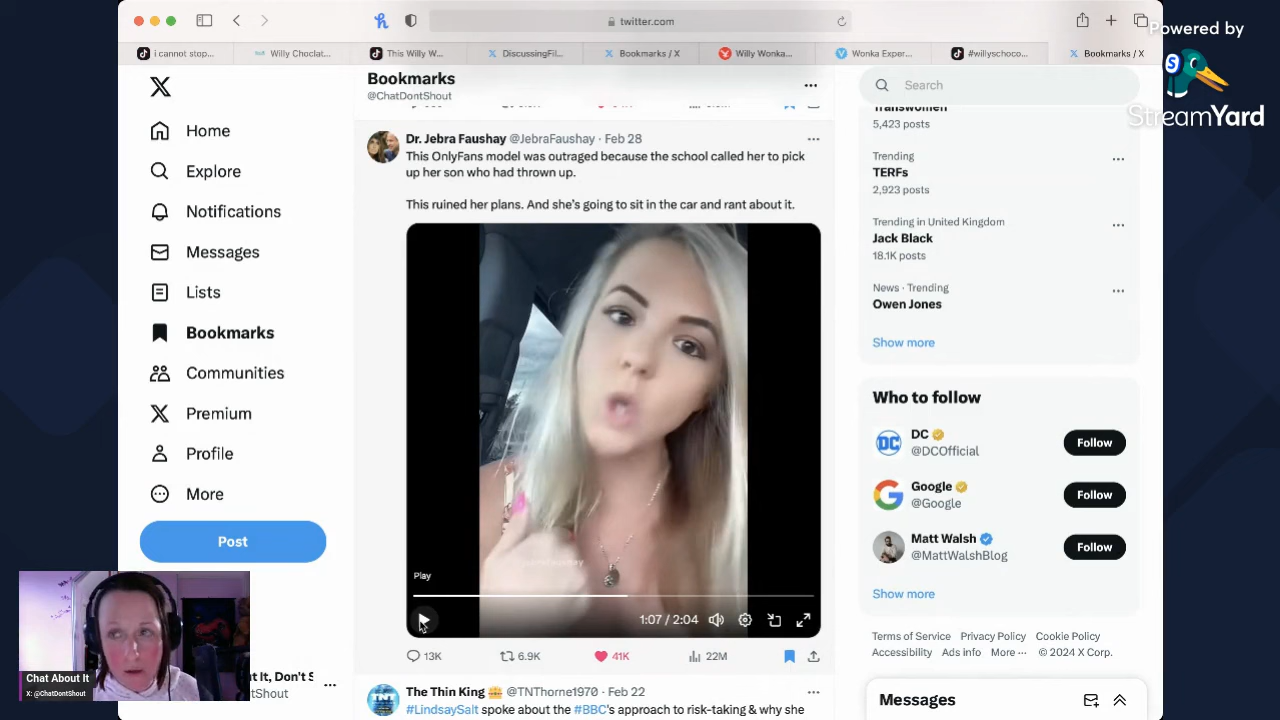 twitter.com
Powered by
StreamYard
i cannot stop...
Willy Choclat...
This Willy W...
DiscussingFil...
Bookmarks / X
Willy Wonka...
Wonka Exper...
#willyschoco...
Bookmarks / X
Home
Explore
Notifications
Messages
Lists
Bookmarks
Communities
Premium
Profile
More
Post
Bookmarks
@ChatDontShout
Dr. Jebra Faushay @JebraFaushay · Feb 28
This OnlyFans model was outraged because the school called her to pick
up her son who had thrown up.
This ruined her plans. And she's going to sit in the car and rant about it.
Play
1:07 / 2:04
13K
6.9K
41K
22M
The Thin King @TNThorne1970 · Feb 22
#LindsaySalt spoke about the #BBC's approach to risk-taking & why she
Search
Transwomen
5,423 posts
Trending
TERFs
2,923 posts
Trending in United Kingdom
Jack Black
18.1K posts
News · Trending
Owen Jones
Show more
Who to follow
DC
@DCOfficial
Follow
Google
@Google
Follow
Matt Walsh
@MattWalshBlog
Follow
Show more
Terms of Service Privacy Policy Cookie Policy
Accessibility Ads info More ··· © 2024 X Corp.
Messages
Chat About It
X: @ChatDontShout
t It, Don't S
tShout